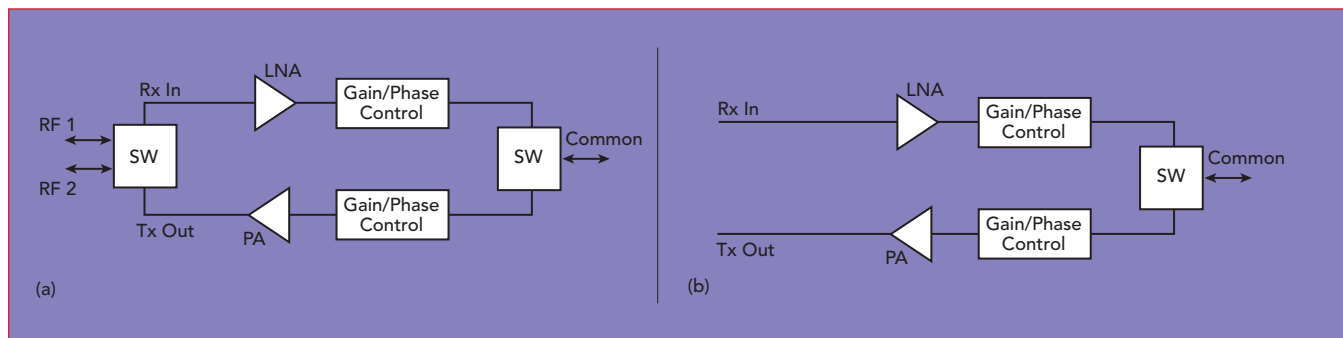 LNA
Rx In
Gain/Phase
Control
RF 1
SW
SW
Common
RF 2
Gain/Phase
Control
Tx Out
PA
(a)
LNA
Rx In
Gain/Phase
Control
Common
SW
Gain/Phase
Control
Tx Out
PA
(b)